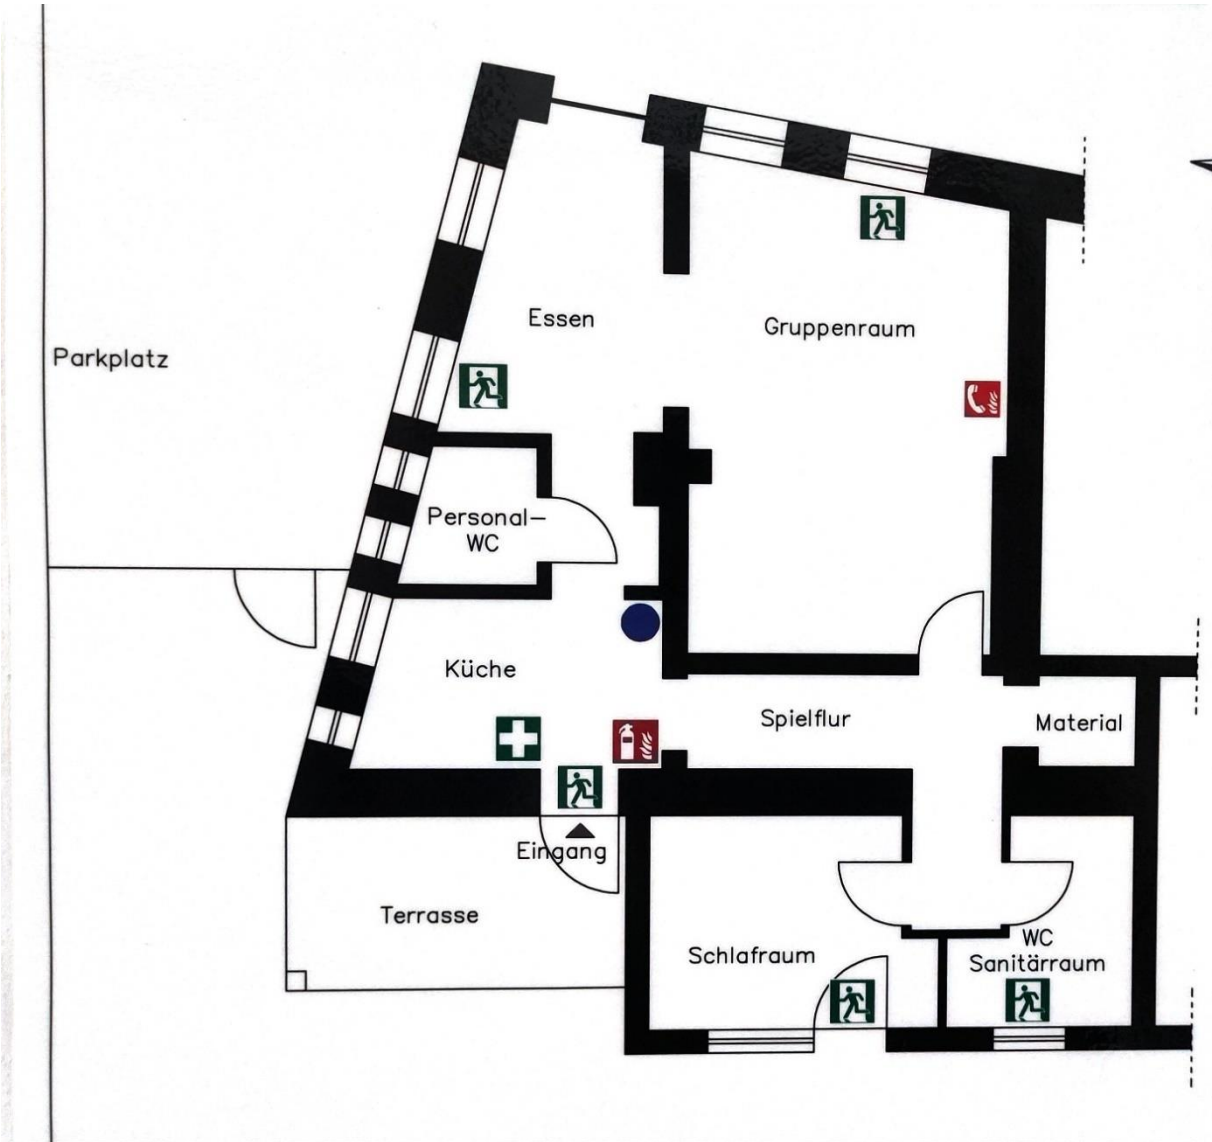 Essen
Gruppenraum
Parkplatz
Personal-
WC
Küche
Spielflur
Material
Eingang
Terrasse
WC
Schlafraum
Sanitärraum